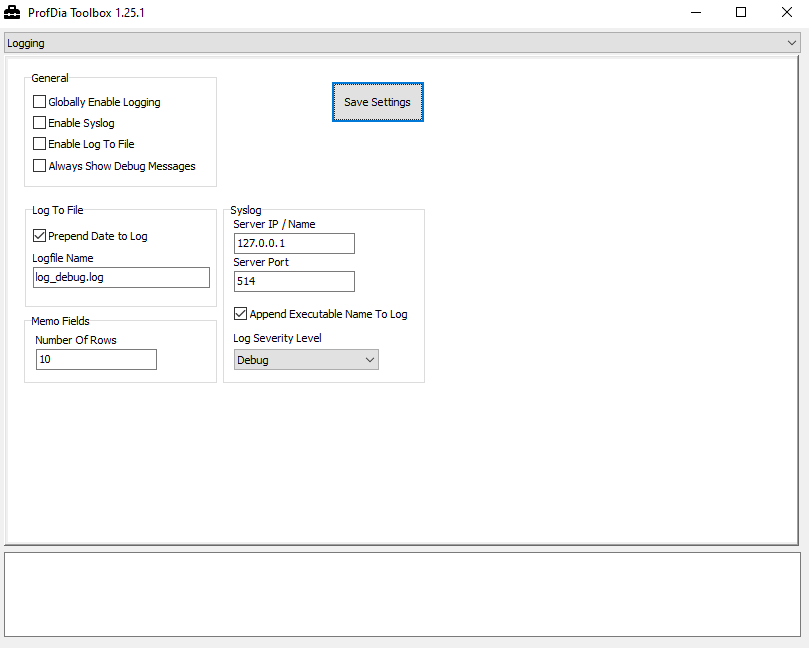 ProfDia Toolbox 1.25.1
Logging
General
Globally Enable Logging
Enable Syslog
Enable Log To File
Always Show Debug Messages
Save Settings
Log To File
Prepend Date to Log
Logfile Name
log_debug.log
Memo Fields
Number Of Rows
10
Syslog
Server IP / Name
127.0.0.1
Server Port
514
Append Executable Name To Log
Log Severity Level
Debug